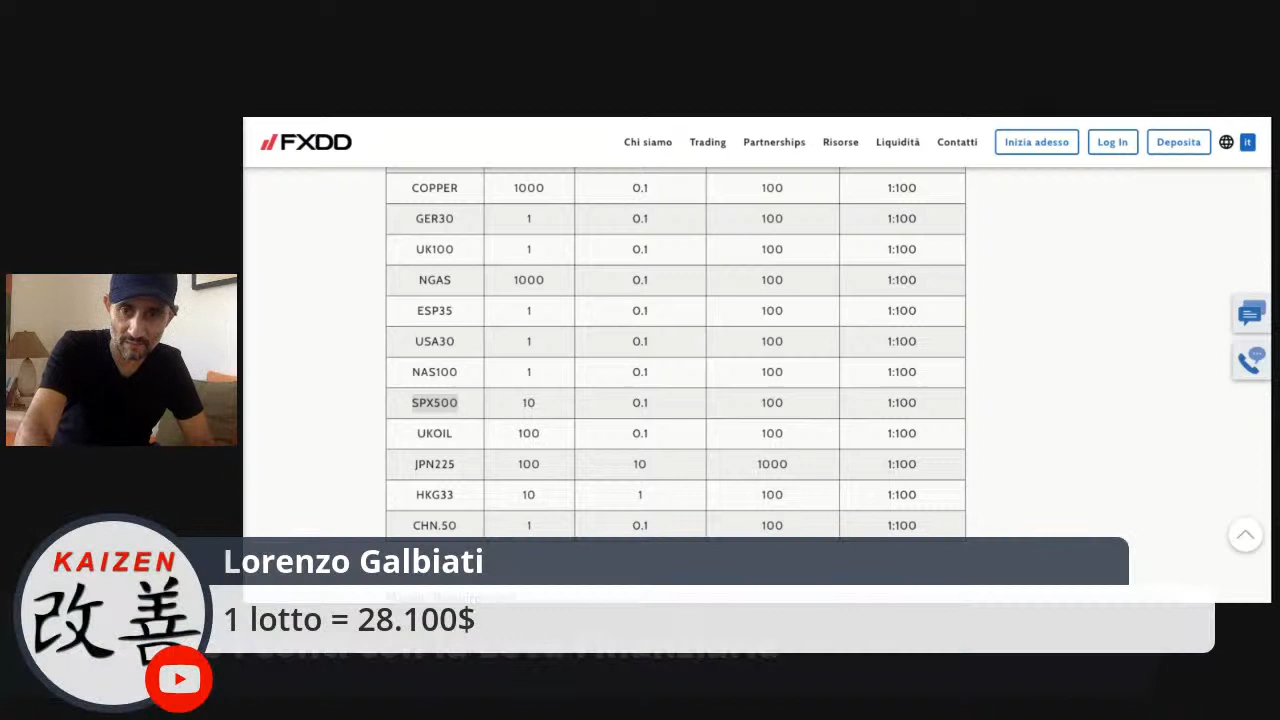 FXDD
Chi siamo Trading Partnerships Risorse Liquidità Contatti Inizia adesso Log In Deposita it
COPPER 1000 0.1 100 1:100
GER30 1 0.1 100 1:100
UK100 1 0.1 100 1:100
NGAS 1000 0.1 100 1:100
ESP35 1 0.1 100 1:100
USA30 1 0.1 100 1:100
NAS100 1 0.1 100 1:100
SPX500 10 0.1 100 1:100
UKOIL 100 0.1 100 1:100
JPN225 100 10 1000 1:100
HKG33 10 1 100 1:100
CHN.50 1 0.1 100 1:100
KAIZEN
改善
Lorenzo Galbiati
1 lotto = 28.100$